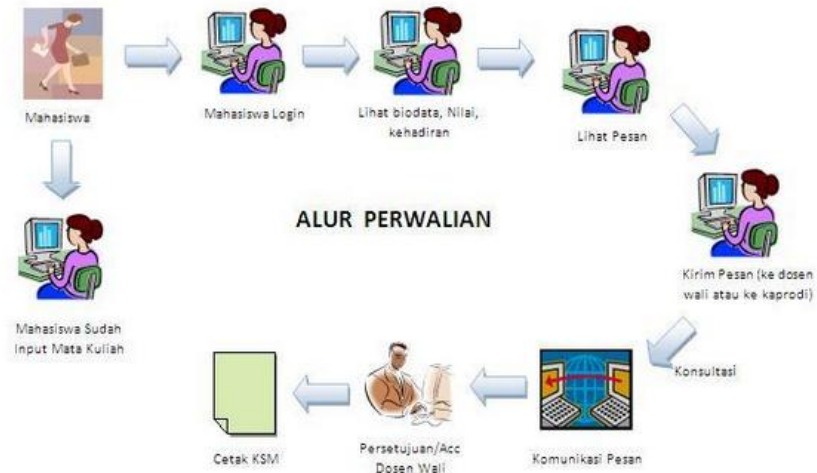 Mahasiswa
Mahasiswa Login
Lihat biodata, Nilai,
kehadiran
Lihat Pesan
ALUR PERWALIAN
Kirim Pesan (ke dosen
wali atau ke kaprodi)
Mahasiswa Sudah
Input Mata Kuliah
Konsultasi
Cetak KSM
Persetujuan/Acc
Dosen Wali
Komunikasi Pesan